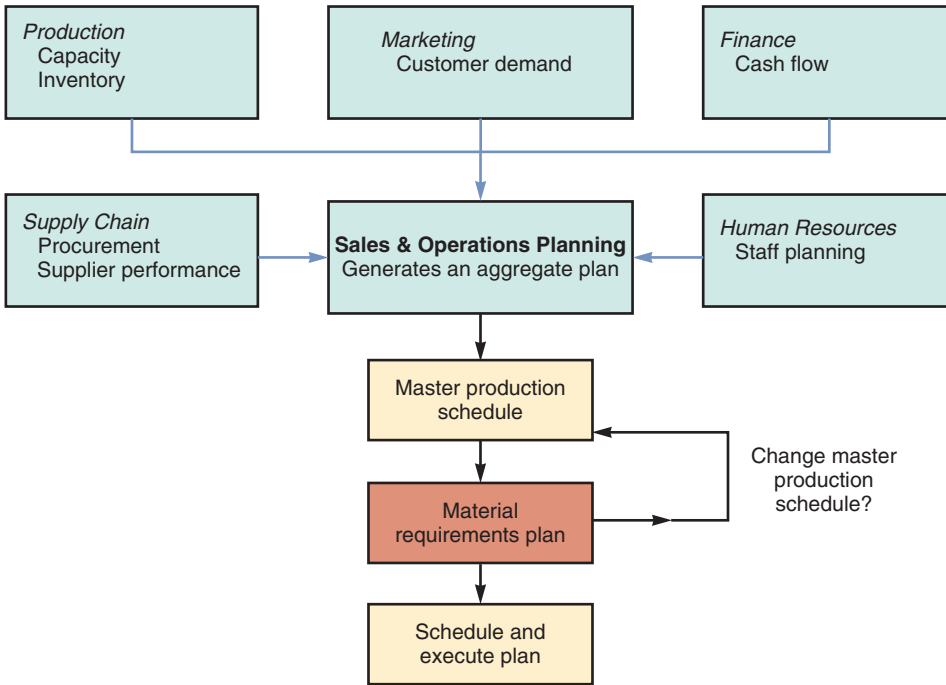 Production
Capacity
Inventory
Marketing
Customer demand
Finance
Cash flow
Supply Chain
Procurement
Supplier performance
Sales & Operations Planning
Generates an aggregate plan
Human Resources
Staff planning
Master production
schedule
Change master
production
schedule?
Material
requirements plan
Schedule and
execute plan